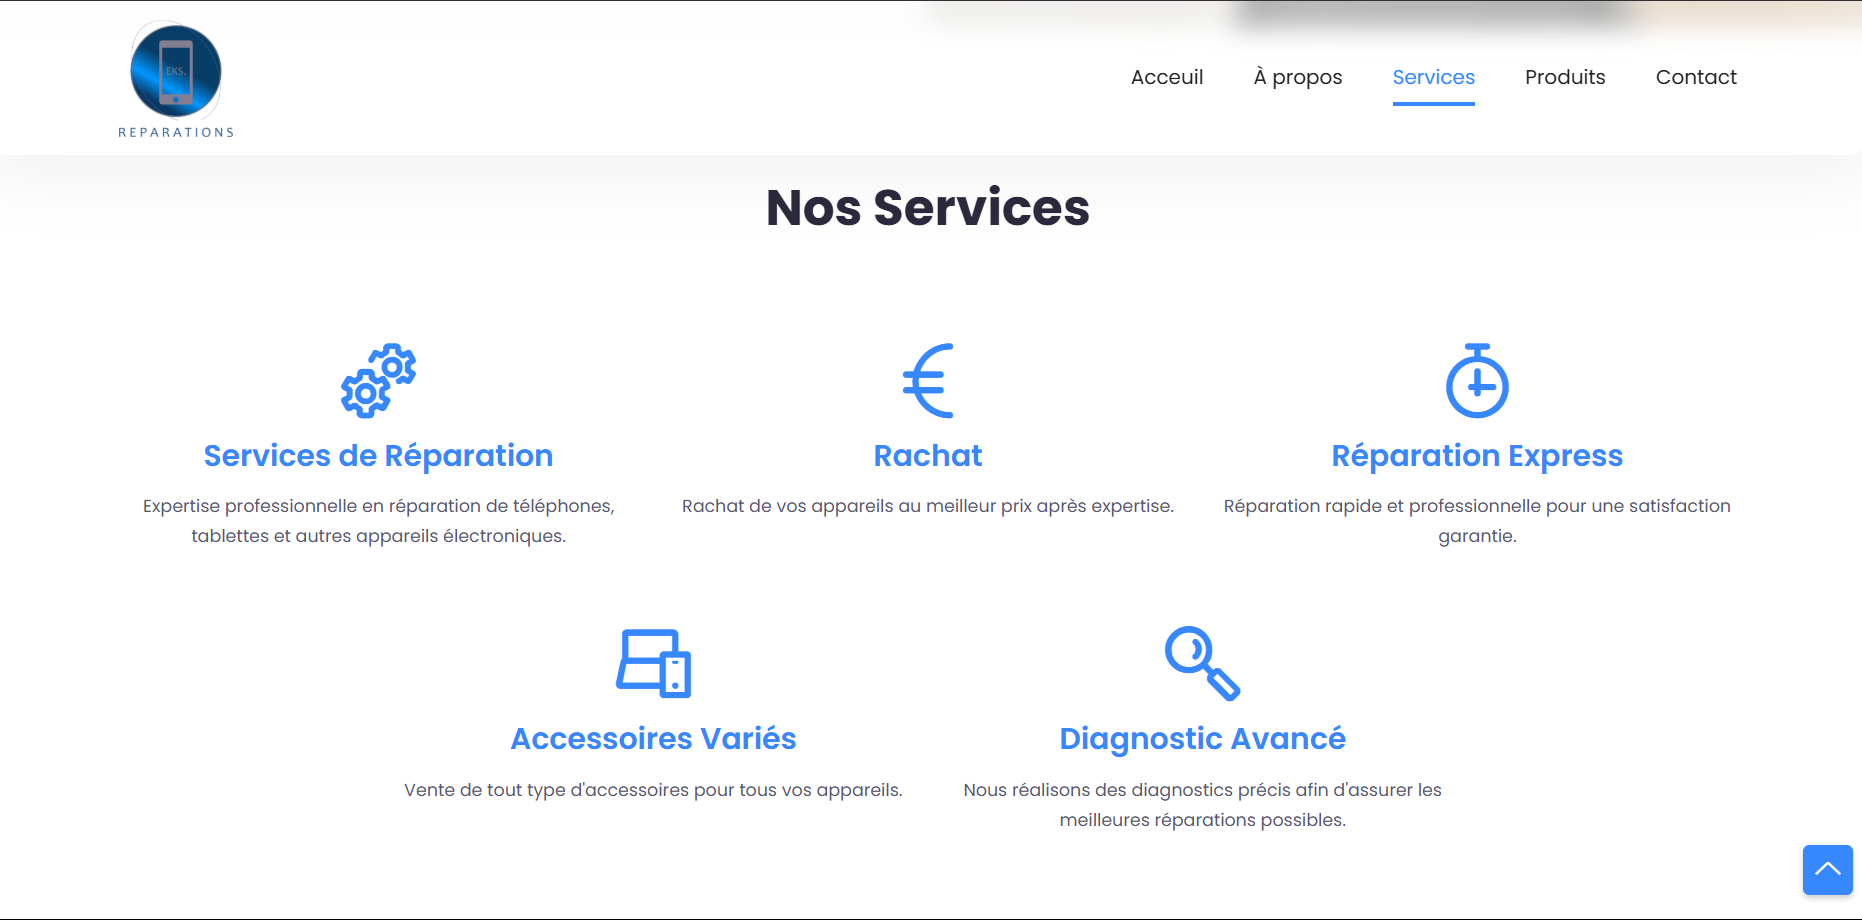 EKS.
REPARATIONS
Acceuil
À propos
Services
Produits
Contact
Nos Services
Services de Réparation
Expertise professionnelle en réparation de téléphones,
tablettes et autres appareils électroniques.
Rachat
Rachat de vos appareils au meilleur prix après expertise.
Réparation Express
Réparation rapide et professionnelle pour une satisfaction
garantie.
Accessoires Variés
Vente de tout type d'accessoires pour tous vos appareils.
Diagnostic Avancé
Nous réalisons des diagnostics précis afin d'assurer les
meilleures réparations possibles.